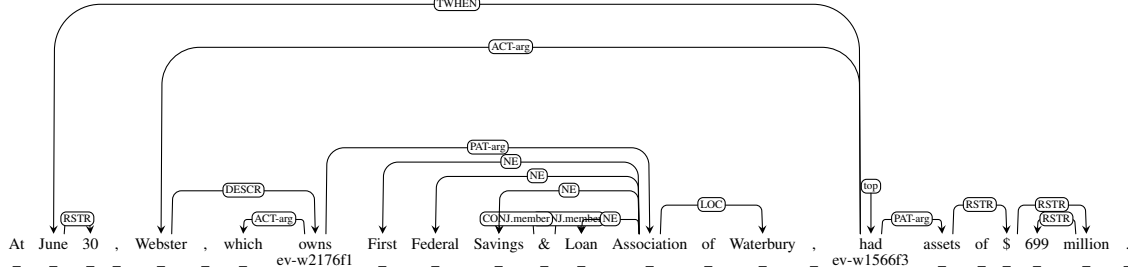 TWHEN
ACT-arg
PAT-arg
NE
NE
DESCR NE
RSTR ACT-arg CONJ.member NE LOC top PAT-arg RSTR RSTR RSTR
At June 30 , Webster , which owns First Federal Savings & Loan Association of Waterbury , had assets of $ 699 million .
ev-w2176f1 ev-w1566f3
_ _ _ _ _ _ _ _ _ _ _ _ _ _ _ _ _ _ _ _ _ _